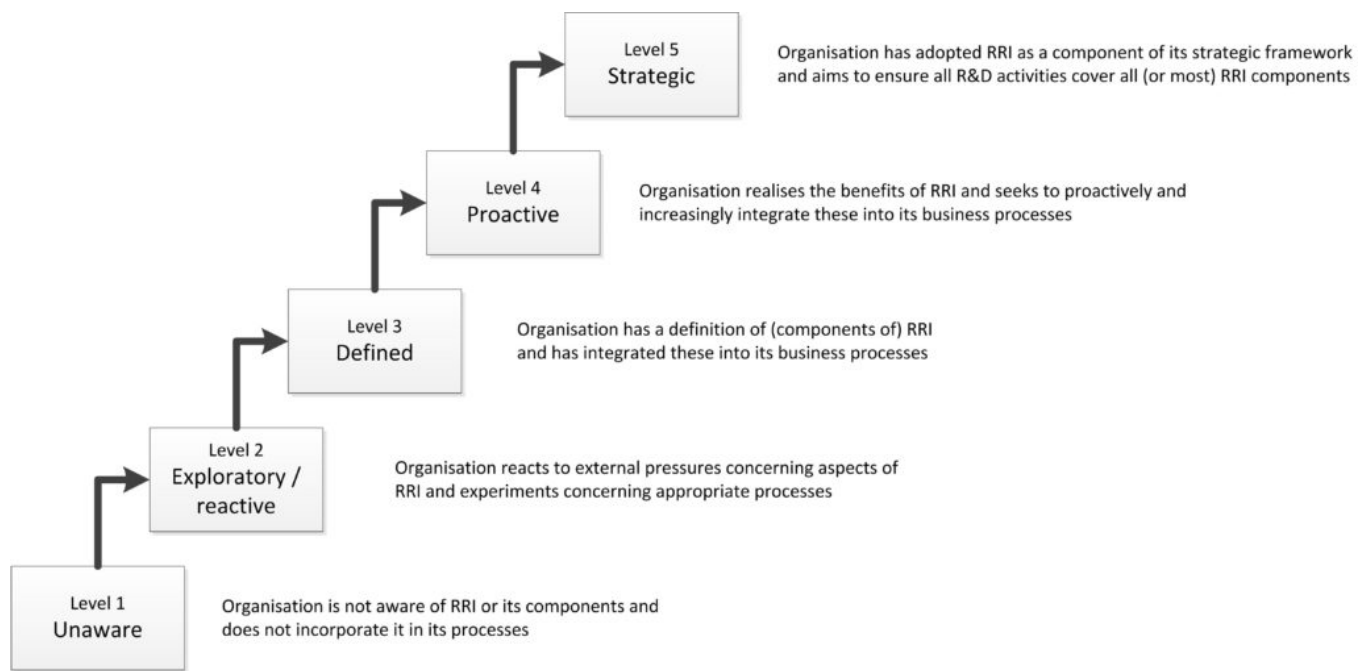 Level 5
Strategic
Organisation has adopted RRI as a component of its strategic framework
and aims to ensure all R&D activities cover all (or most) RRI components
Level 4
Proactive
Organisation realises the benefits of RRI and seeks to proactively and
increasingly integrate these into its business processes
Level 3
Defined
Organisation has a definition of (components of) RRI
and has integrated these into its business processes
Level 2
Exploratory /
reactive
Organisation reacts to external pressures concerning aspects of
RRI and experiments concerning appropriate processes
Level 1
Unaware
Organisation is not aware of RRI or its components and
does not incorporate it in its processes